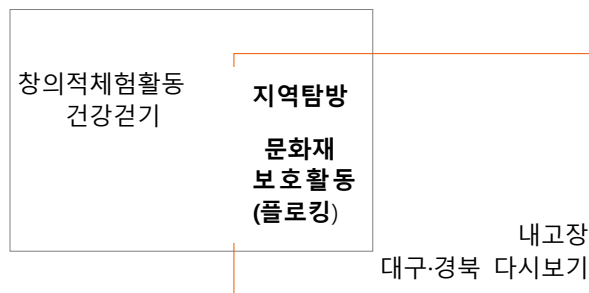 창의적체험활동
건강걷기
지역탐방
문화재
보호활동
(플로킹)
내고장
대구·경북 다시보기